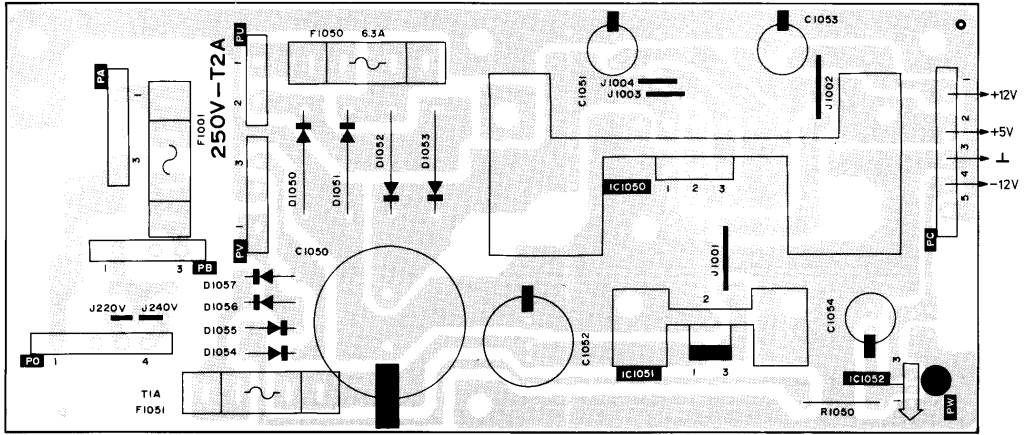 PU
F1050 6.3A
C1053
PA
1
1
2
3
1
PV
1
3
F1001
250V-T2A
D1050
D1051
D1052
D1053
C1051
J1004
J1003
J1002
1
2
3
4
5
+12V
+5V
⊥
-12V
PC
IC1050
1 2 3
J1001
1 3
PB
C1050
D1057
D1056
D1055
D1054
J220V J240V
PO
1 4
T1A
F1051
C1052
2
IC1051
1 3
C1054
IC1052
3
1
R1050
PW